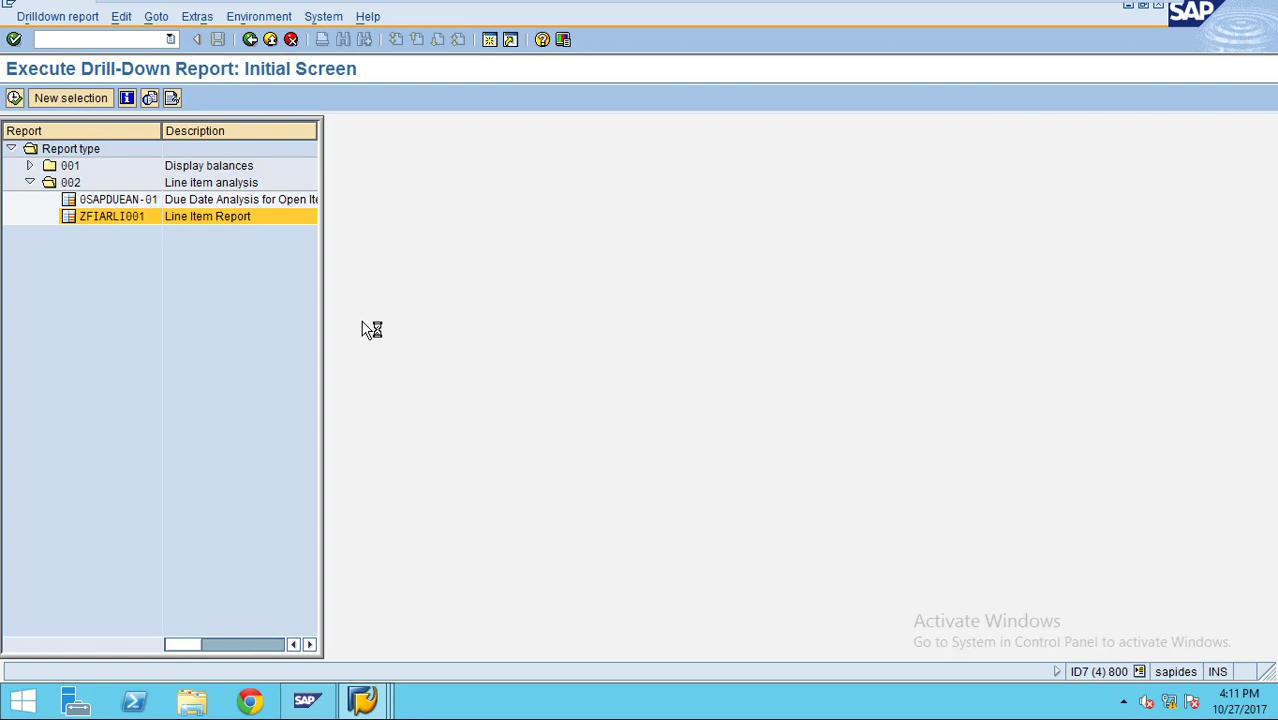 Drilldown report Edit Goto Extras Environment System Help
SAP
Execute Drill-Down Report: Initial Screen
New selection
Report Description
Report type
001 Display balances
002 Line item analysis
0SAPDUEAN-01 Due Date Analysis for Open Ite
ZFIARLI001 Line Item Report
Activate Windows
Go to System in Control Panel to activate Windows.
ID7 (4) 800 sapides INS
SAP
4:11 PM
10/27/2017